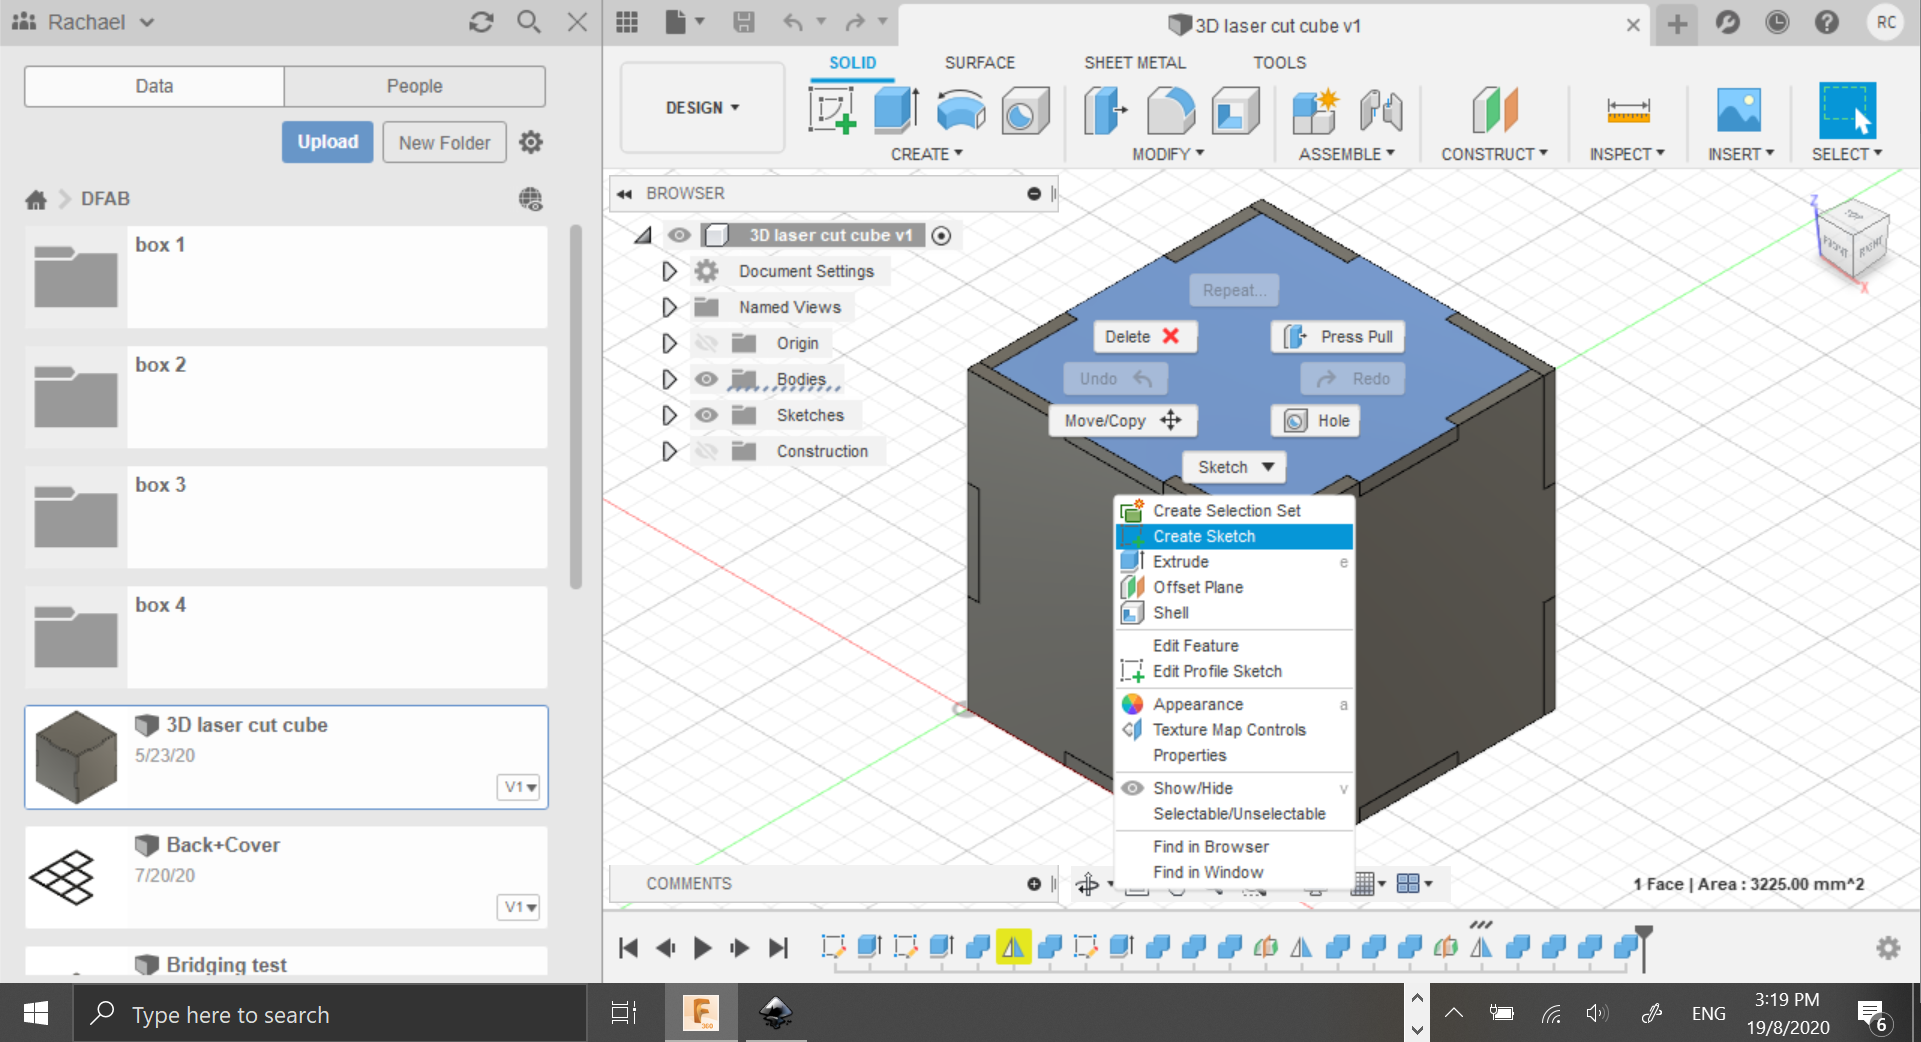 Rachael
3D laser cut cube v1
RC
Data
People
Upload
New Folder
DFAB
box 1
box 2
box 3
box 4
3D laser cut cube
5/23/20
V1
Back+Cover
7/20/20
V1
Bridging test
DESIGN
SOLID
SURFACE
SHEET METAL
TOOLS
CREATE
MODIFY
ASSEMBLE
CONSTRUCT
INSPECT
INSERT
SELECT
BROWSER
3D laser cut cube v1
Document Settings
Named Views
Origin
Bodies
Sketches
Construction
Z
TOP
FRONT
RIGHT
X
Repeat...
Delete
Press Pull
Undo
Redo
Move/Copy
Hole
Sketch
Create Selection Set
Create Sketch
Extrude e
Offset Plane
Shell
Edit Feature
Edit Profile Sketch
Appearance a
Texture Map Controls
Properties
Show/Hide v
Selectable/Unselectable
Find in Browser
Find in Window
COMMENTS
1 Face | Area : 3225.00 mm^2
Type here to search
F
360
ENG
3:19 PM
19/8/2020
6